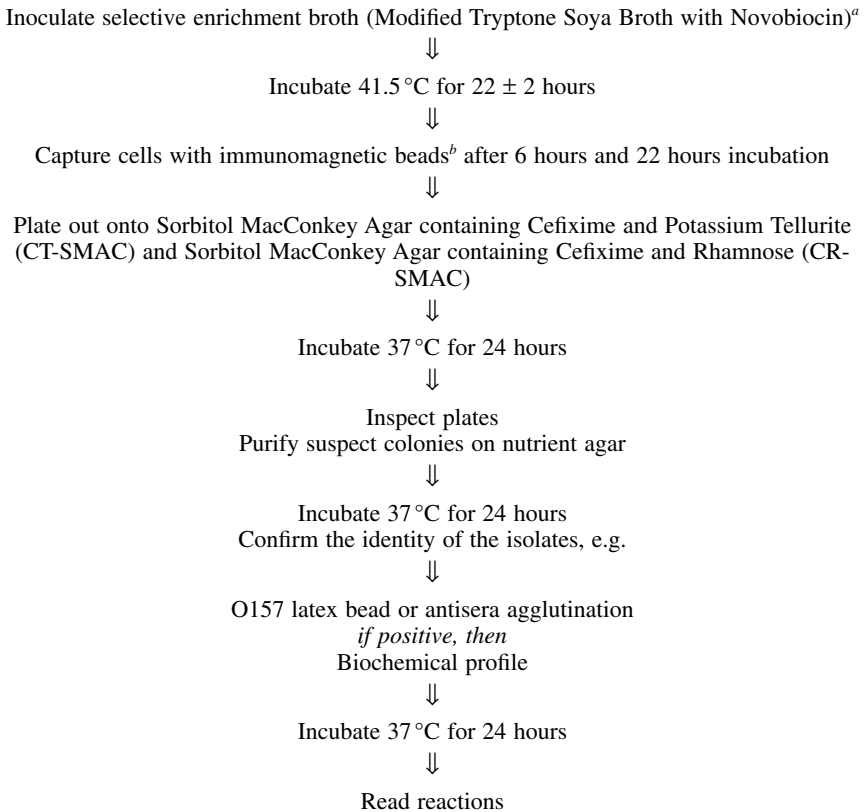 Inoculate selective enrichment broth (Modified Tryptone Soya Broth with Novobiocin)ᵃ
⇓
Incubate 41.5 °C for 22 ± 2 hours
⇓
Capture cells with immunomagnetic beadsᵇ after 6 hours and 22 hours incubation
⇓
Plate out onto Sorbitol MacConkey Agar containing Cefixime and Potassium Tellurite
(CT-SMAC) and Sorbitol MacConkey Agar containing Cefixime and Rhamnose (CR-
SMAC)
⇓
Incubate 37 °C for 24 hours
⇓
Inspect plates
Purify suspect colonies on nutrient agar
⇓
Incubate 37 °C for 24 hours
Confirm the identity of the isolates, e.g.
⇓
O157 latex bead or antisera agglutination
if positive, then
Biochemical profile
⇓
Incubate 37 °C for 24 hours
⇓
Read reactions